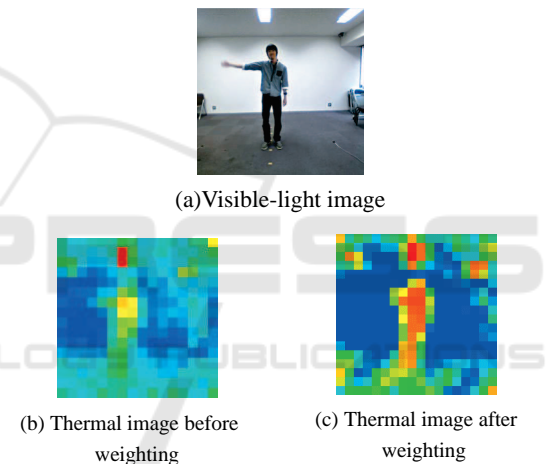 (a)Visible-light image
(b) Thermal image before
weighting
(c) Thermal image after
weighting